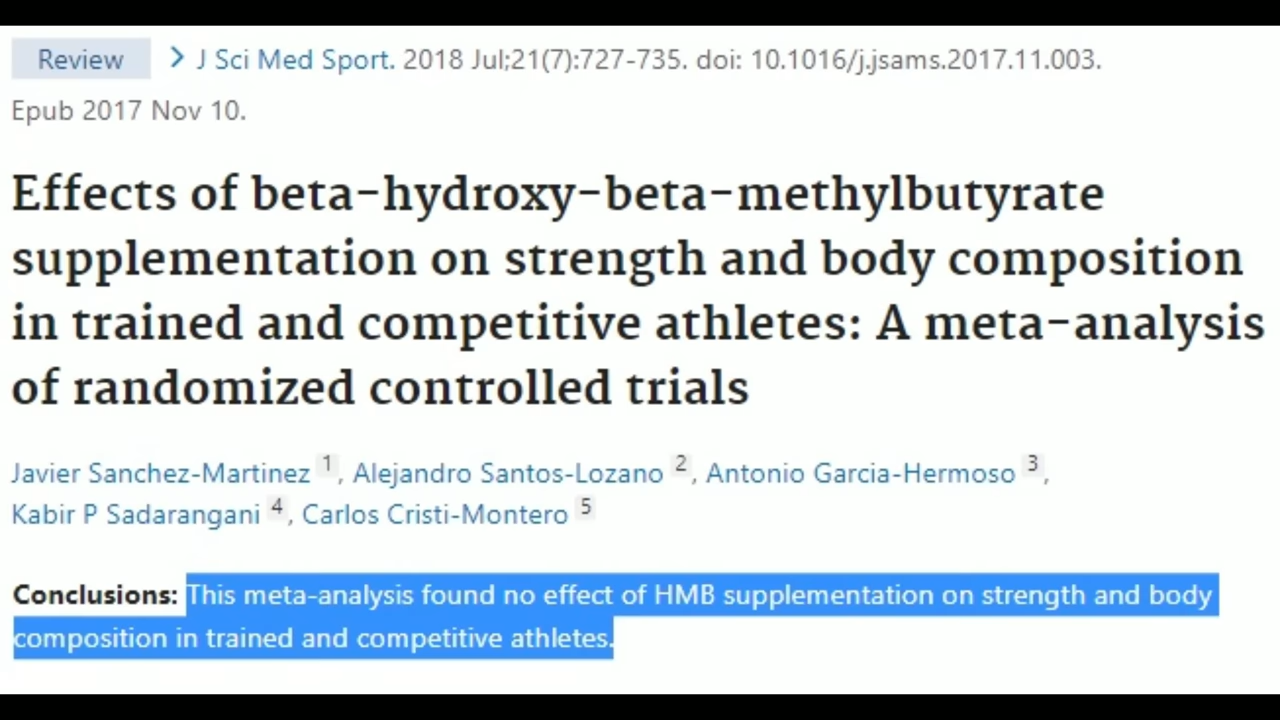 Review > J Sci Med Sport. 2018 Jul;21(7):727-735. doi: 10.1016/j.jsams.2017.11.003.
Epub 2017 Nov 10.
Effects of beta-hydroxy-beta-methylbutyrate
supplementation on strength and body composition
in trained and competitive athletes: A meta-analysis
of randomized controlled trials
Javier Sanchez-Martinez 1, Alejandro Santos-Lozano 2, Antonio Garcia-Hermoso 3,
Kabir P Sadarangani 4, Carlos Cristi-Montero 5
Conclusions: This meta-analysis found no effect of HMB supplementation on strength and body
composition in trained and competitive athletes.